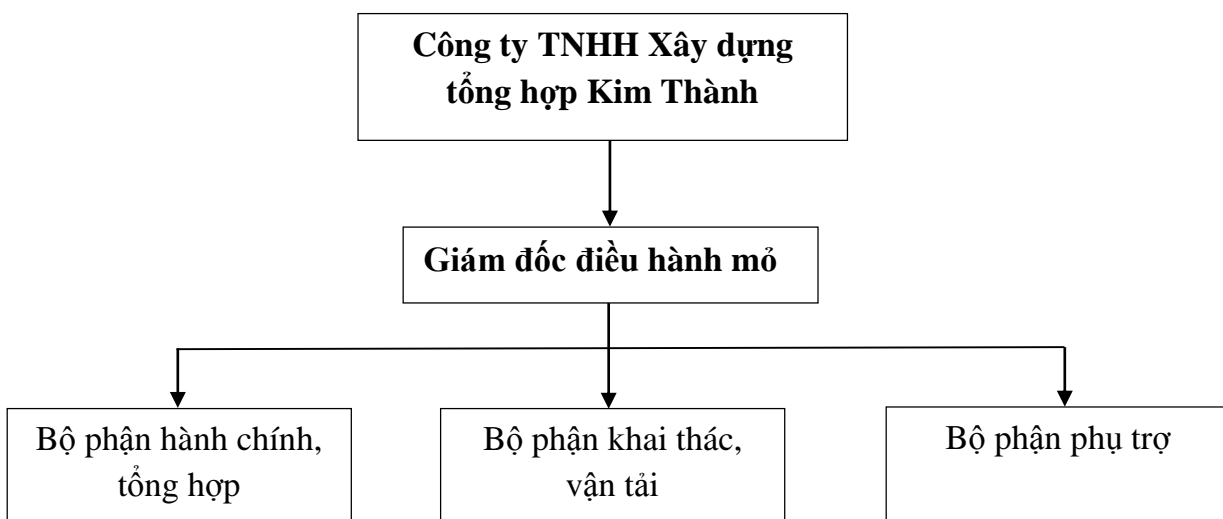 Công ty TNHH Xây dựng
tổng hợp Kim Thành
Giám đốc điều hành mỏ
Bộ phận hành chính,
tổng hợp
Bộ phận khai thác,
vận tải
Bộ phận phụ trợ